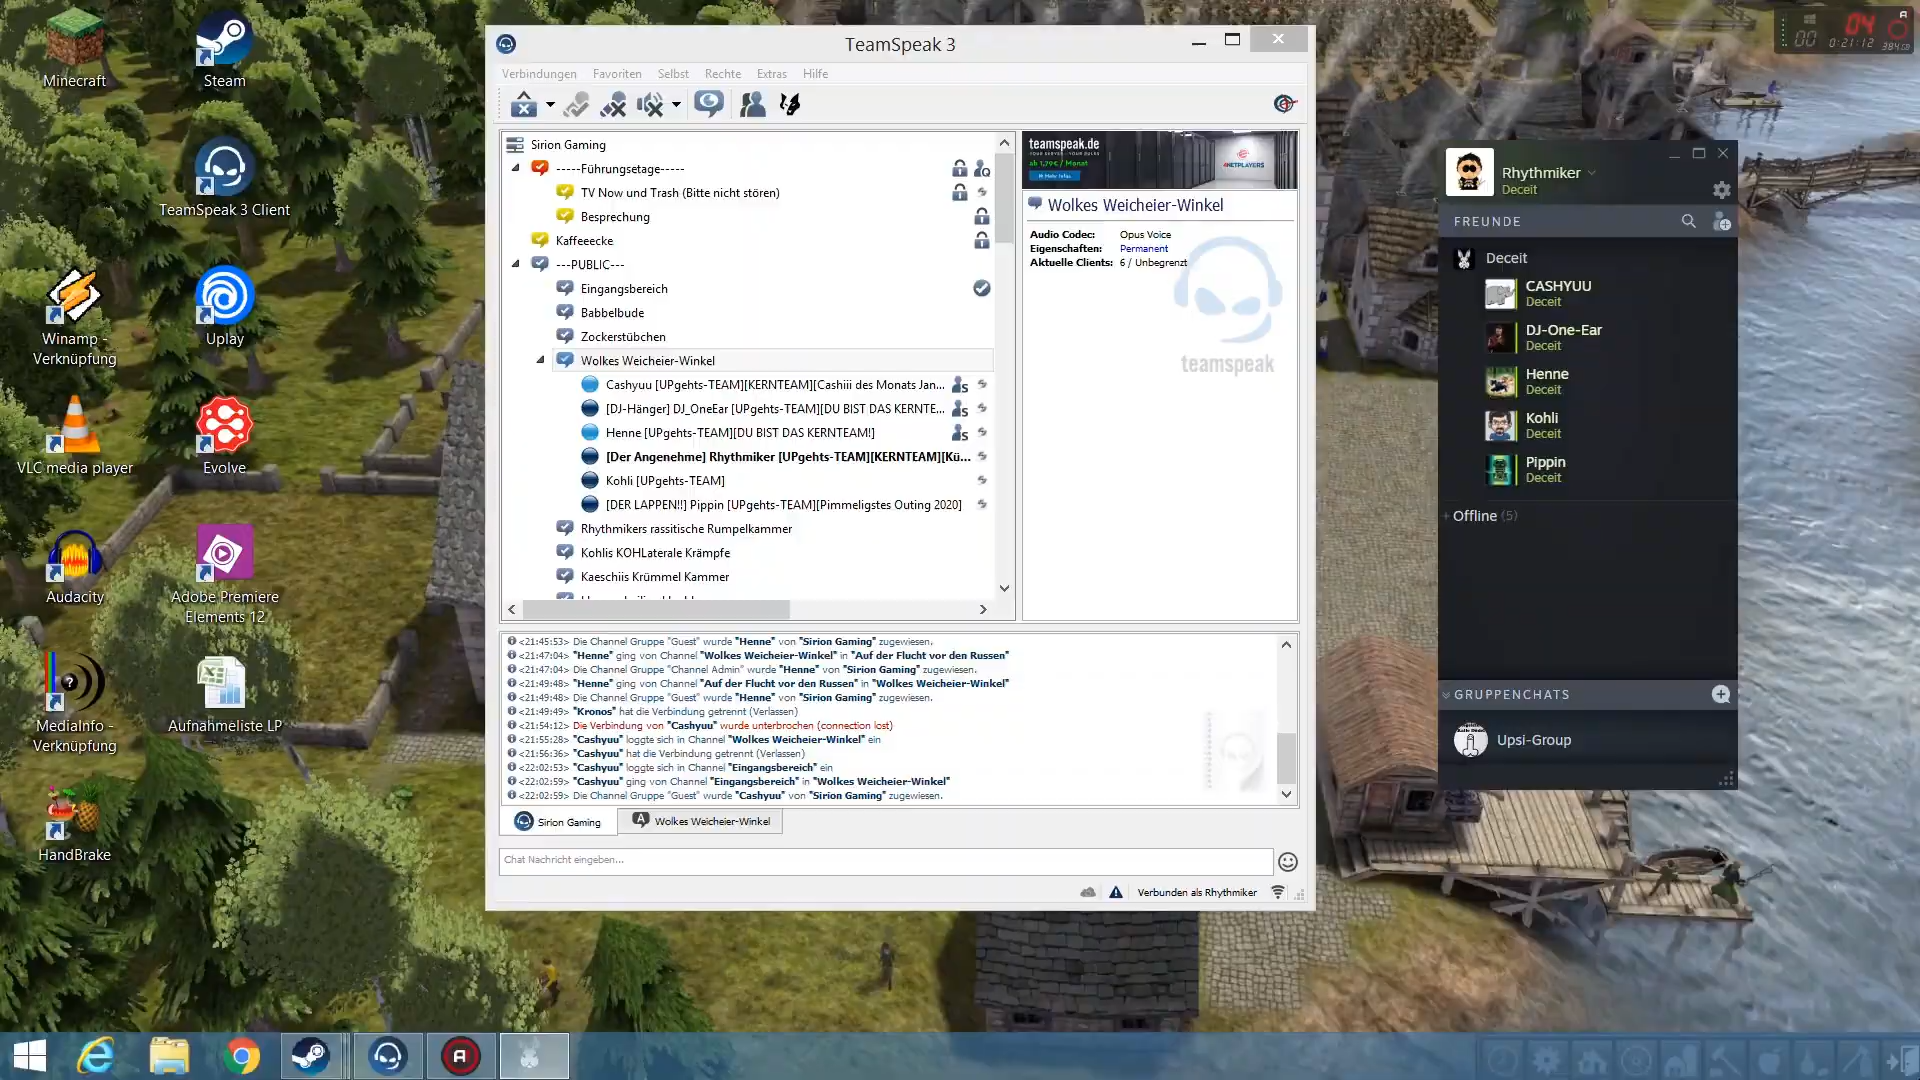 Minecraft
Steam
TeamSpeak 3 Client
Winamp -
Verknüpfung
Uplay
VLC media player
Evolve
Audacity
Adobe Premiere
Elements 12
MediaInfo -
Verknüpfung
Aufnahmeliste LP
HandBrake
TeamSpeak 3
Verbindungen Favoriten Selbst Rechte Extras Hilfe
Sirion Gaming
-----Führungsetage-----
TV Now und Trash (Bitte nicht stören)
Besprechung
Kaffeeecke
---PUBLIC---
Eingangsbereich
Babbelbude
Zockerstübchen
Wolkes Weicheier-Winkel
Cashyuu [UPgehts-TEAM][KERNTEAM][Cashiii des Monats Jan...
[DJ-Hänger] DJ_OneEar [UPgehts-TEAM][DU BIST DAS KERNTE...
Henne [UPgehts-TEAM][DU BIST DAS KERNTEAM!]
[Der Angenehme] Rhythmiker [UPgehts-TEAM][KERNTEAM][Kü...
Kohli [UPgehts-TEAM]
[DER LAPPEN!!] Pippin [UPgehts-TEAM][Pimmeligstes Outing 2020]
Rhythmikers rassitische Rumpelkammer
Kohlis KOHLaterale Krämpfe
Kaeschiis Krümmel Kammer
teamspeak.de
ab 1,79€ / Monat
4NETPLAYERS
Wolkes Weicheier-Winkel
Audio Codec: Opus Voice
Eigenschaften: Permanent
Aktuelle Clients: 6 / Unbegrenzt
teamspeak
<21:45:53> Die Channel Gruppe "Guest" wurde "Henne" von "Sirion Gaming" zugewiesen.
<21:47:04> "Henne" ging von Channel "Wolkes Weicheier-Winkel" in "Auf der Flucht vor den Russen"
<21:47:04> Die Channel Gruppe "Channel Admin" wurde "Henne" von "Sirion Gaming" zugewiesen.
<21:49:48> "Henne" ging von Channel "Auf der Flucht vor den Russen" in "Wolkes Weicheier-Winkel"
<21:49:48> Die Channel Gruppe "Guest" wurde "Henne" von "Sirion Gaming" zugewiesen.
<21:49:49> "Kronos" hat die Verbindung getrennt (Verlassen)
<21:54:12> Die Verbindung von "Cashyuu" wurde unterbrochen (connection lost)
<21:55:28> "Cashyuu" loggte sich in Channel "Wolkes Weicheier-Winkel" ein
<21:56:36> "Cashyuu" hat die Verbindung getrennt (Verlassen)
<22:02:53> "Cashyuu" loggte sich in Channel "Eingangsbereich" ein
<22:02:59> "Cashyuu" ging von Channel "Eingangsbereich" in "Wolkes Weicheier-Winkel"
<22:02:59> Die Channel Gruppe "Guest" wurde "Cashyuu" von "Sirion Gaming" zugewiesen.
Sirion Gaming
Wolkes Weicheier-Winkel
Chat Nachricht eingeben...
Verbunden als Rhythmiker
04
00 0:21:12 384GB
Rhythmiker
Deceit
FREUNDE
Deceit
CASHYUU
Deceit
DJ-One-Ear
Deceit
Henne
Deceit
Kohli
Deceit
Pippin
Deceit
+ Offline (5)
GRUPPENCHATS
Upsi-Group